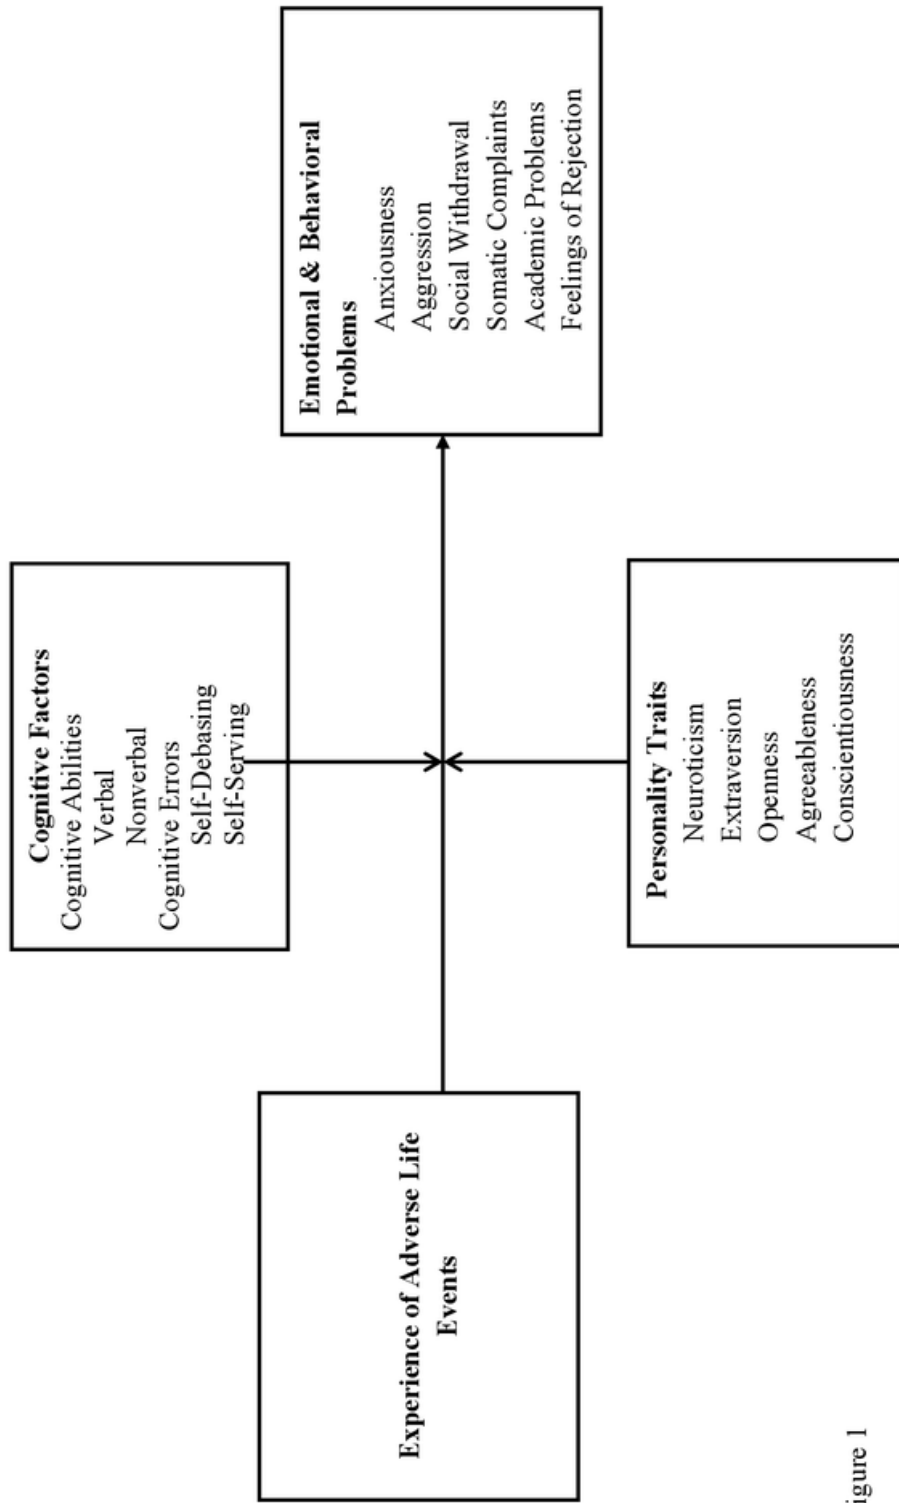 Cognitive Factors
Cognitive Abilities
Verbal
Nonverbal
Cognitive Errors
Self-Debasing
Self-Serving
Experience of Adverse Life
Events
Emotional & Behavioral
Problems
Anxiousness
Aggression
Social Withdrawal
Somatic Complaints
Academic Problems
Feelings of Rejection
Personality Traits
Neuroticism
Extraversion
Openness
Agreeableness
Conscientiousness
igure 1